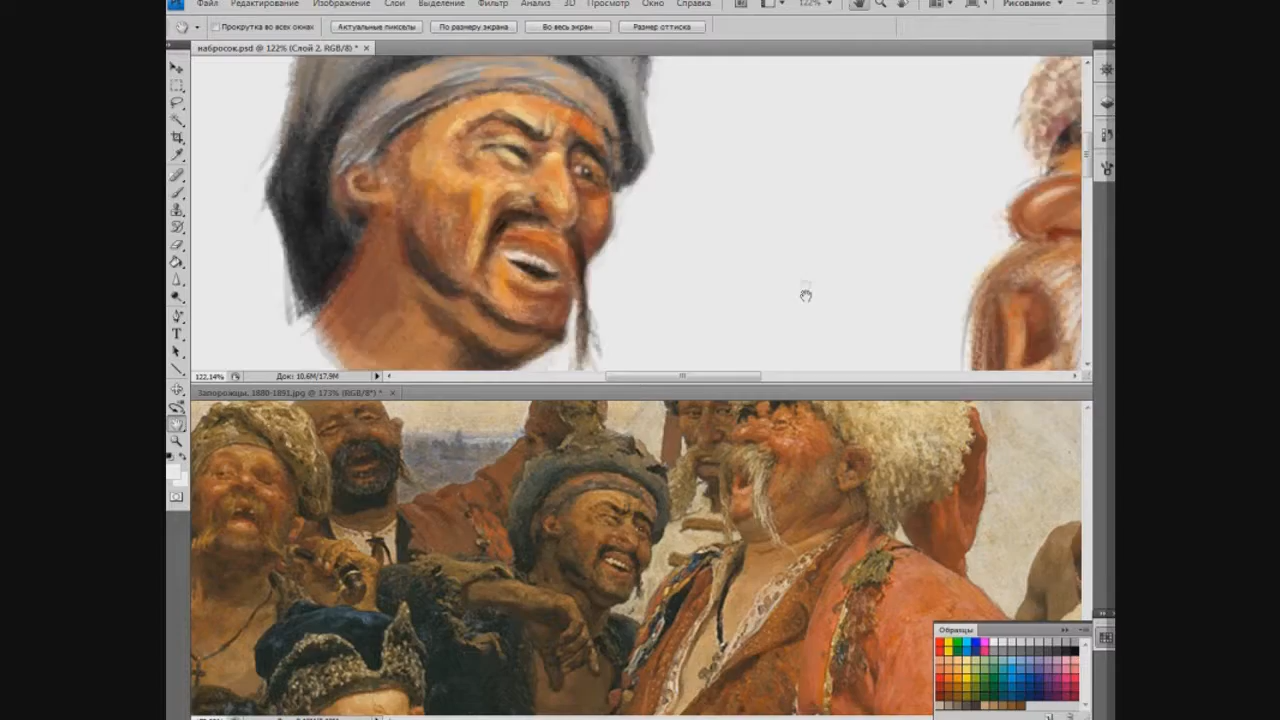 Файл Редактирование Изображение Слои Выделение Фильтр Анализ 3D Просмотр Окно Справка 122% Рисование
Прокрутка во всех окнах Актуальные пикселы По размеру экрана Во весь экран Размер оттиска
набросок.psd @ 122% (Слой 2, RGB/8) *
122,14% Док: 10,6M/17,9M
Запорожцы, 1880-1891.jpg @ 173% (RGB/8*) *
Образцы